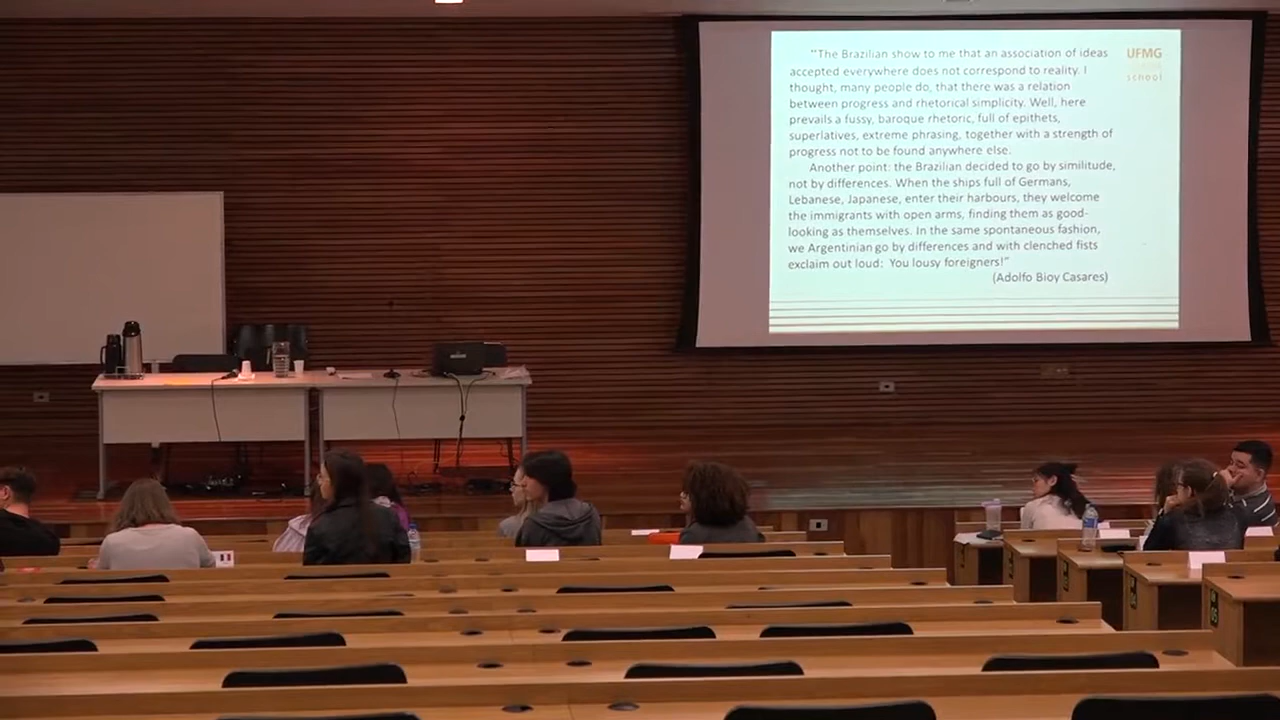 "The Brazilian show to me that an association of ideas
accepted everywhere does not correspond to reality. I
thought, many people do, that there was a relation
between progress and rhetorical simplicity. Well, here
prevails a fussy, baroque rhetoric, full of epithets,
superlatives, extreme phrasing, together with a strength of
progress not to be found anywhere else.
Another point: the Brazilian decided to go by similitude,
not by differences. When the ships full of Germans,
Lebanese, Japanese, enter their harbours, they welcome
the immigrants with open arms, finding them as good-
looking as themselves. In the same spontaneous fashion,
we Argentinian go by differences and with clenched fists
exclaim out loud: You lousy foreigners!"
(Adolfo Bioy Casares)
UFMG
school